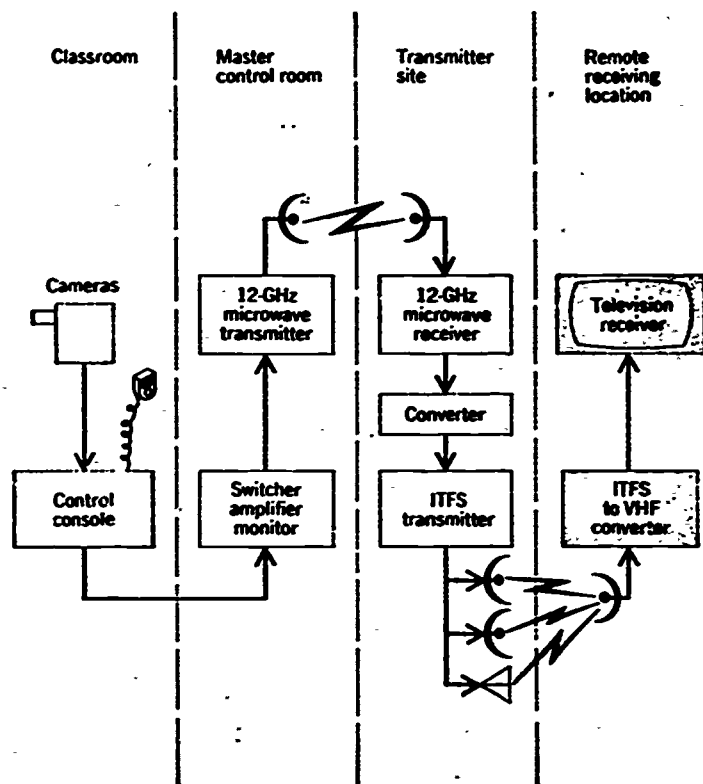 Classroom
Master
control room
Transmitter
site
Remote
receiving
location
Cameras
12-GHz
microwave
transmitter
12-GHz
microwave
receiver
Television
receiver
Converter
Control
console
Switcher
amplifier
monitor
ITFS
transmitter
ITFS
to VHF
converter